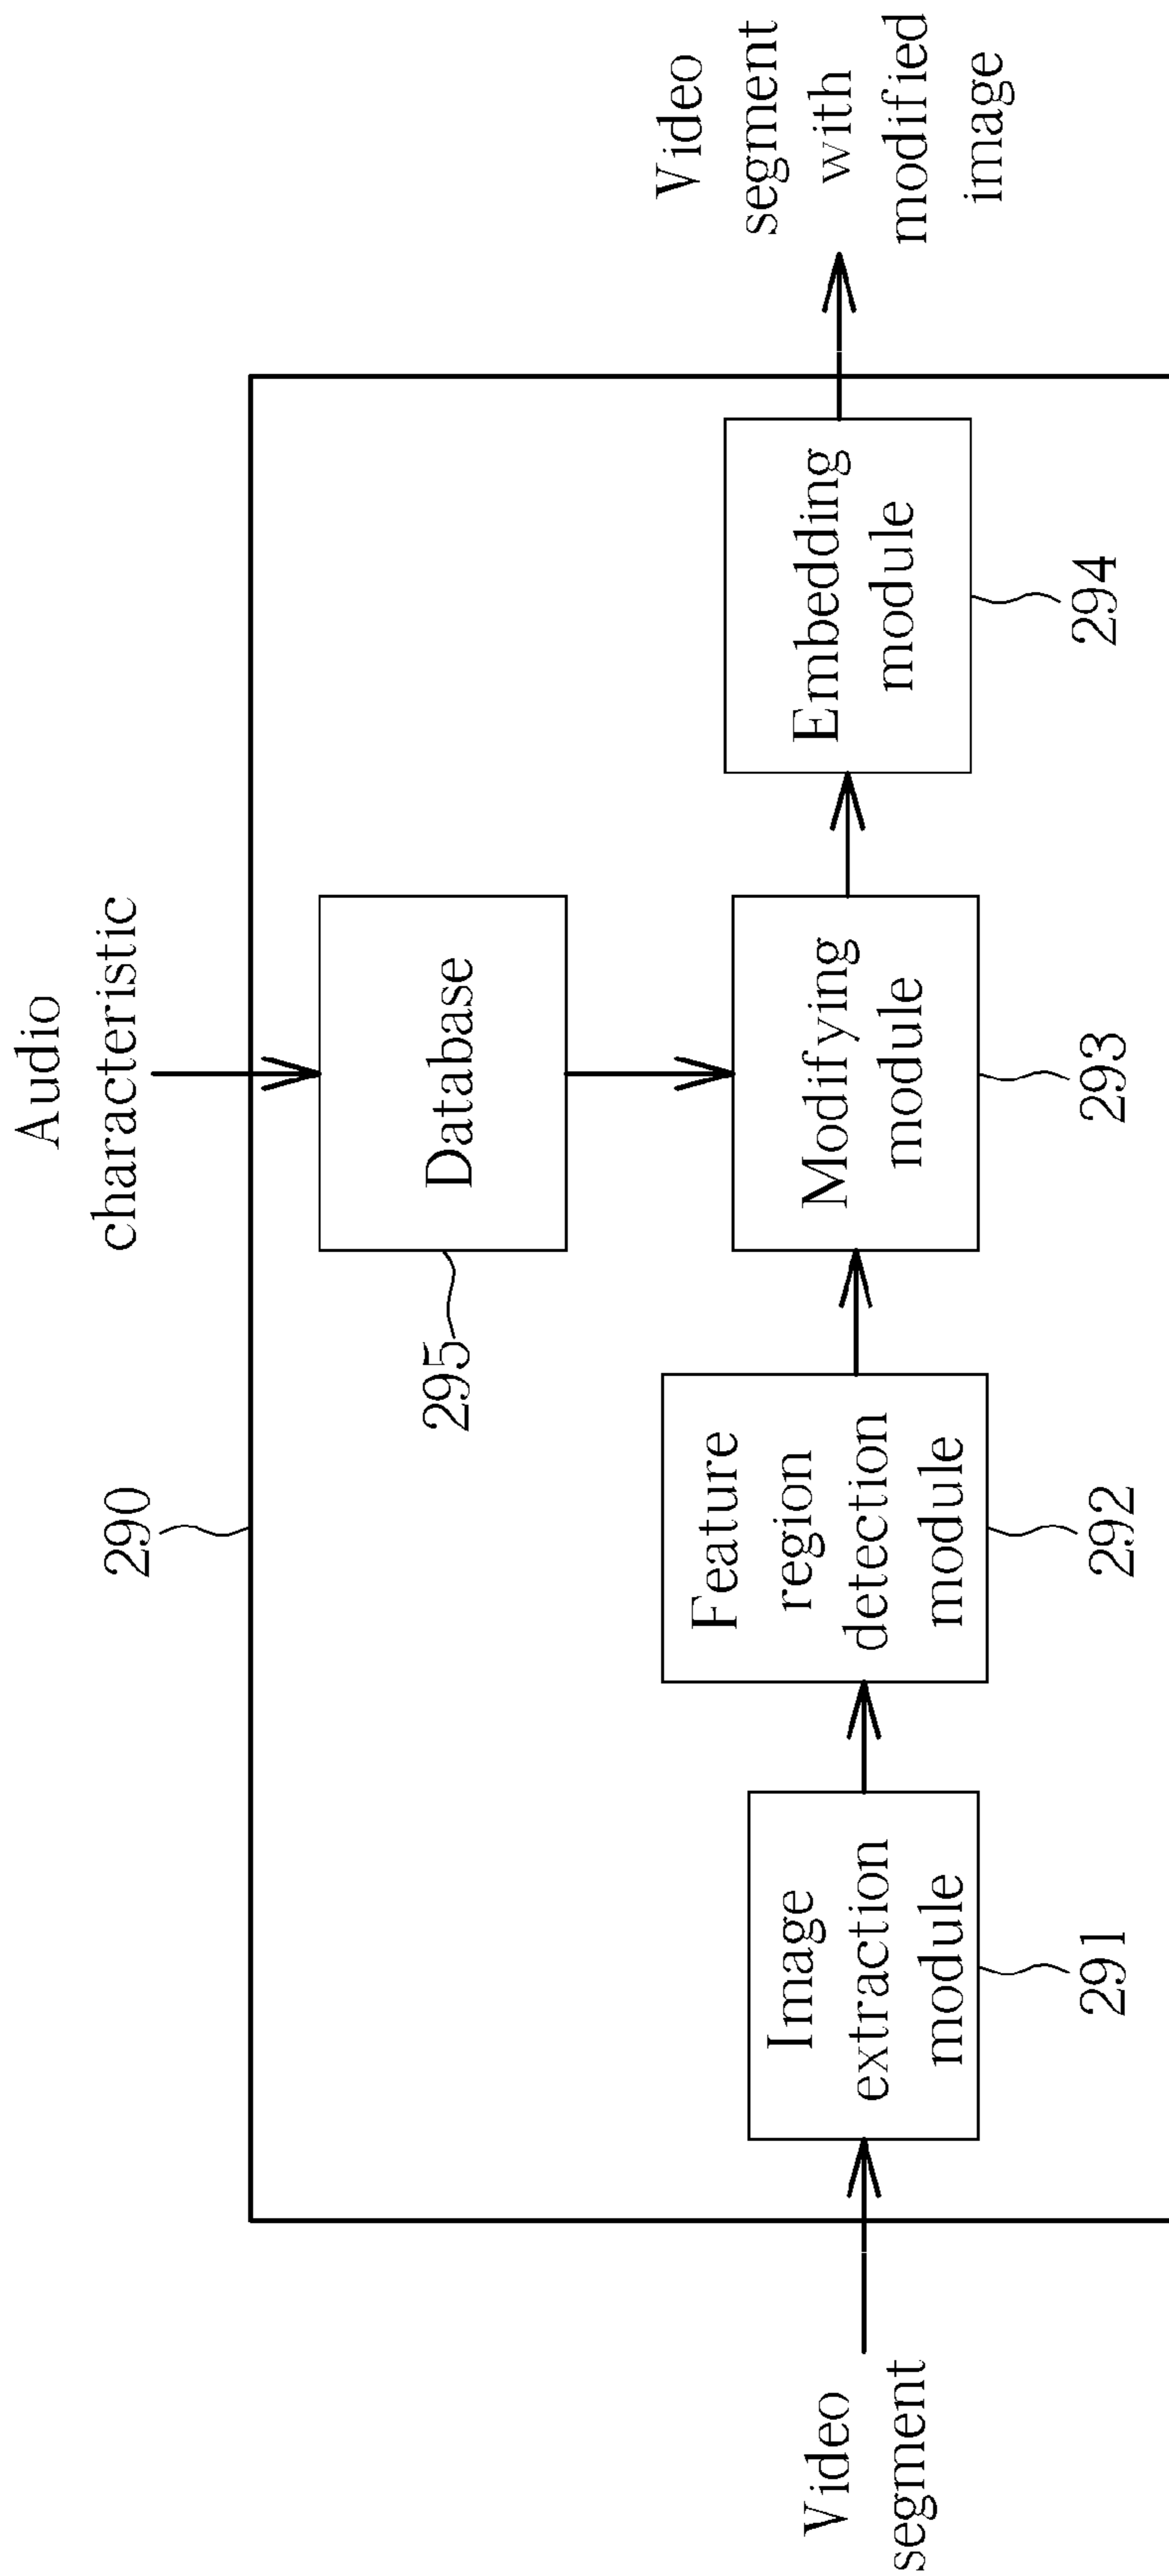 Audio
characteristic
290
Database
295
Video
segment
Image
extraction
module
291
Feature
region
detection
module
292
Modifying
module
293
Embedding
module
294
Video
segment
with
modified
image